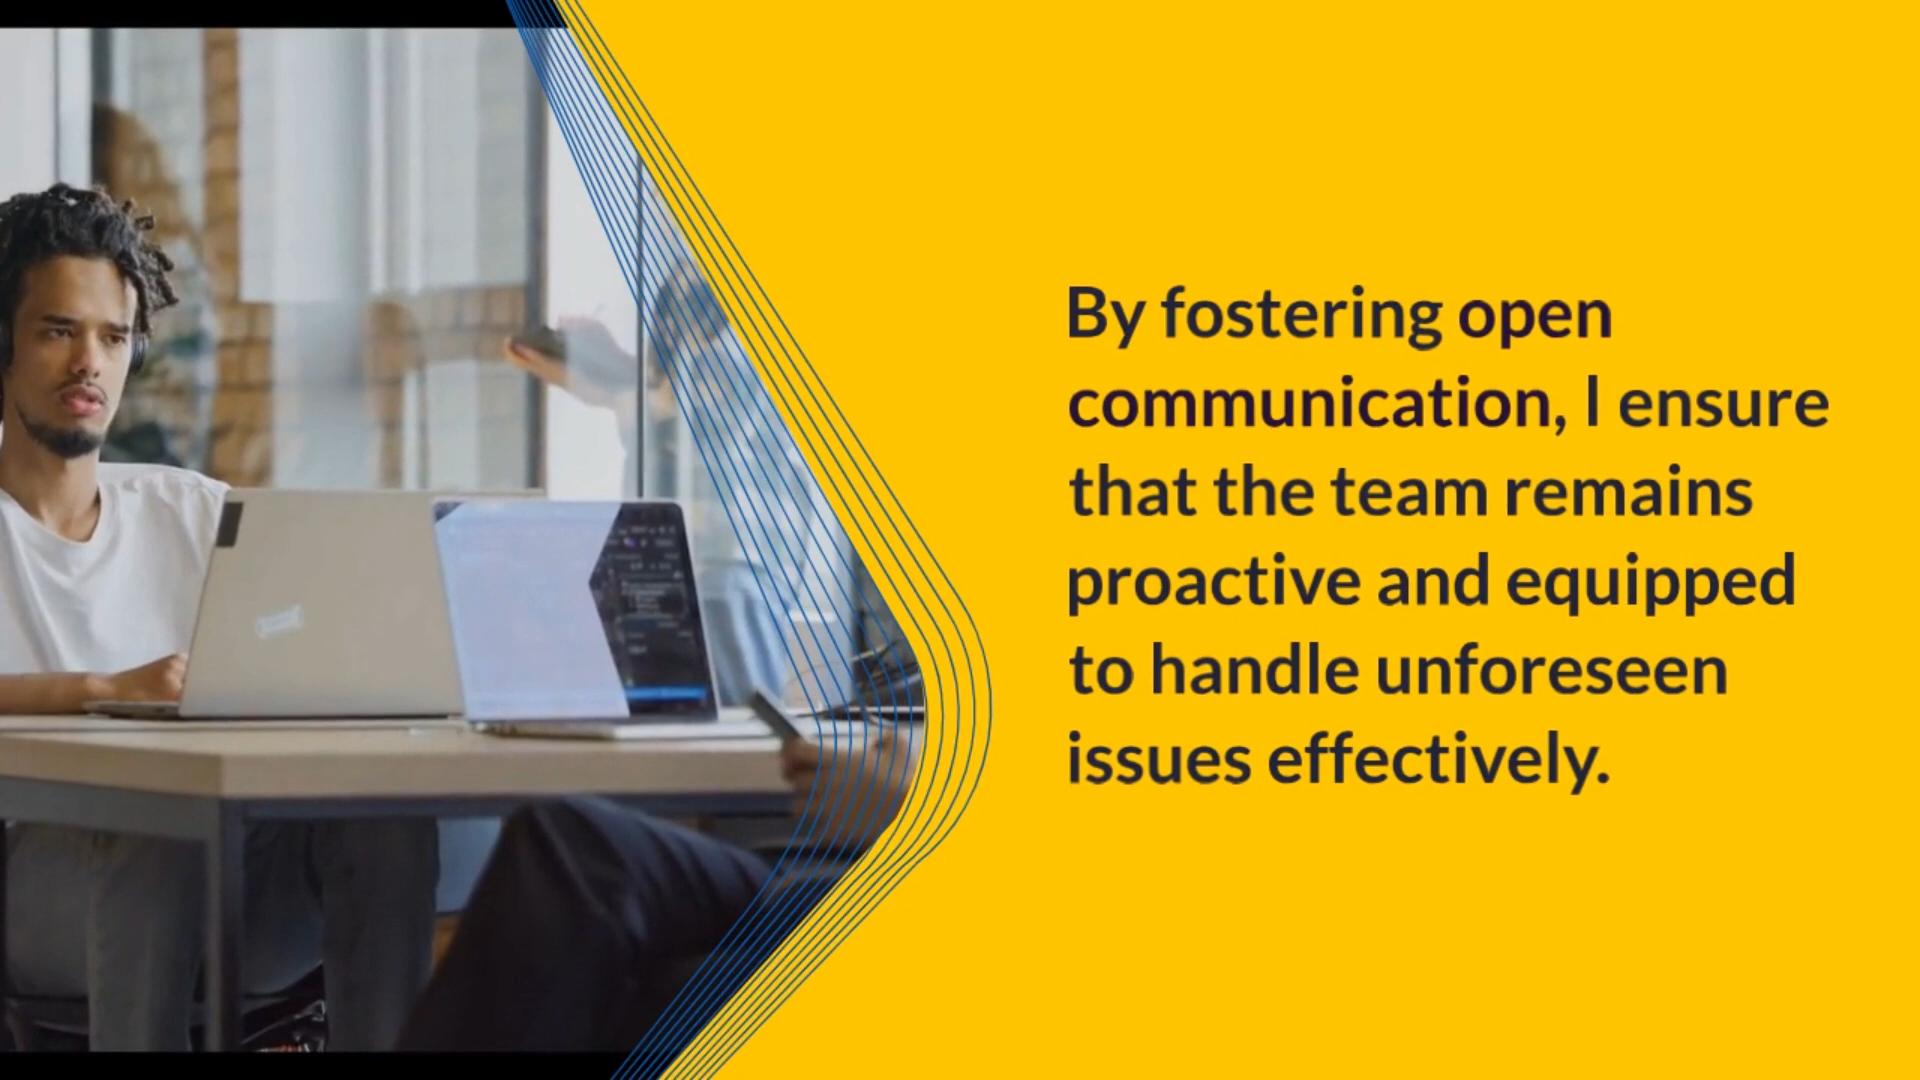 By fostering open
communication, I ensure
that the team remains
proactive and equipped
to handle unforeseen
issues effectively.